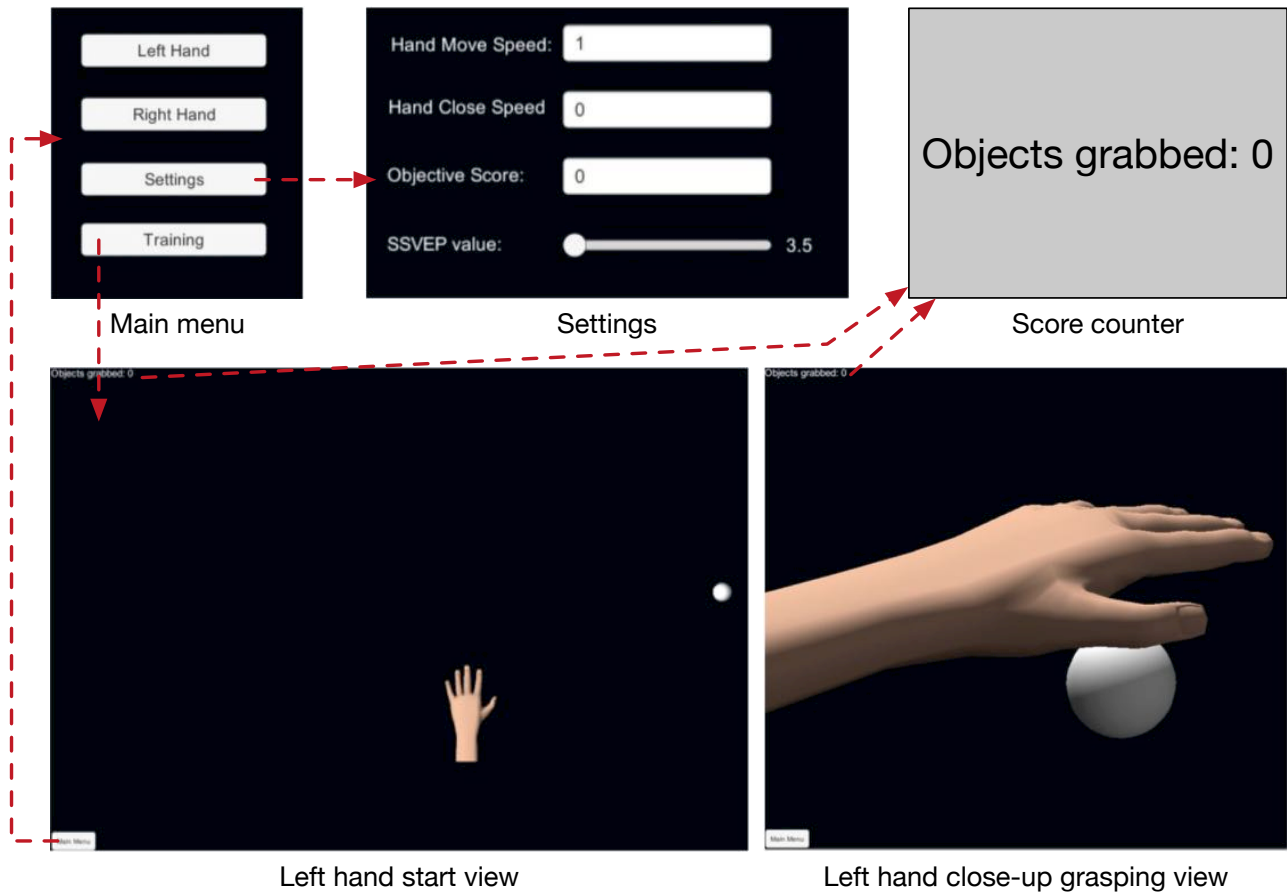 Left Hand
Right Hand
Settings
Training
Main menu
Hand Move Speed: 1
Hand Close Speed 0
Objective Score: 0
SSVEP value: 3.5
Settings
Objects grabbed: 0
Score counter
Objects grabbed: 0
Main Menu
Left hand start view
Objects grabbed: 0
Main Menu
Left hand close-up grasping view